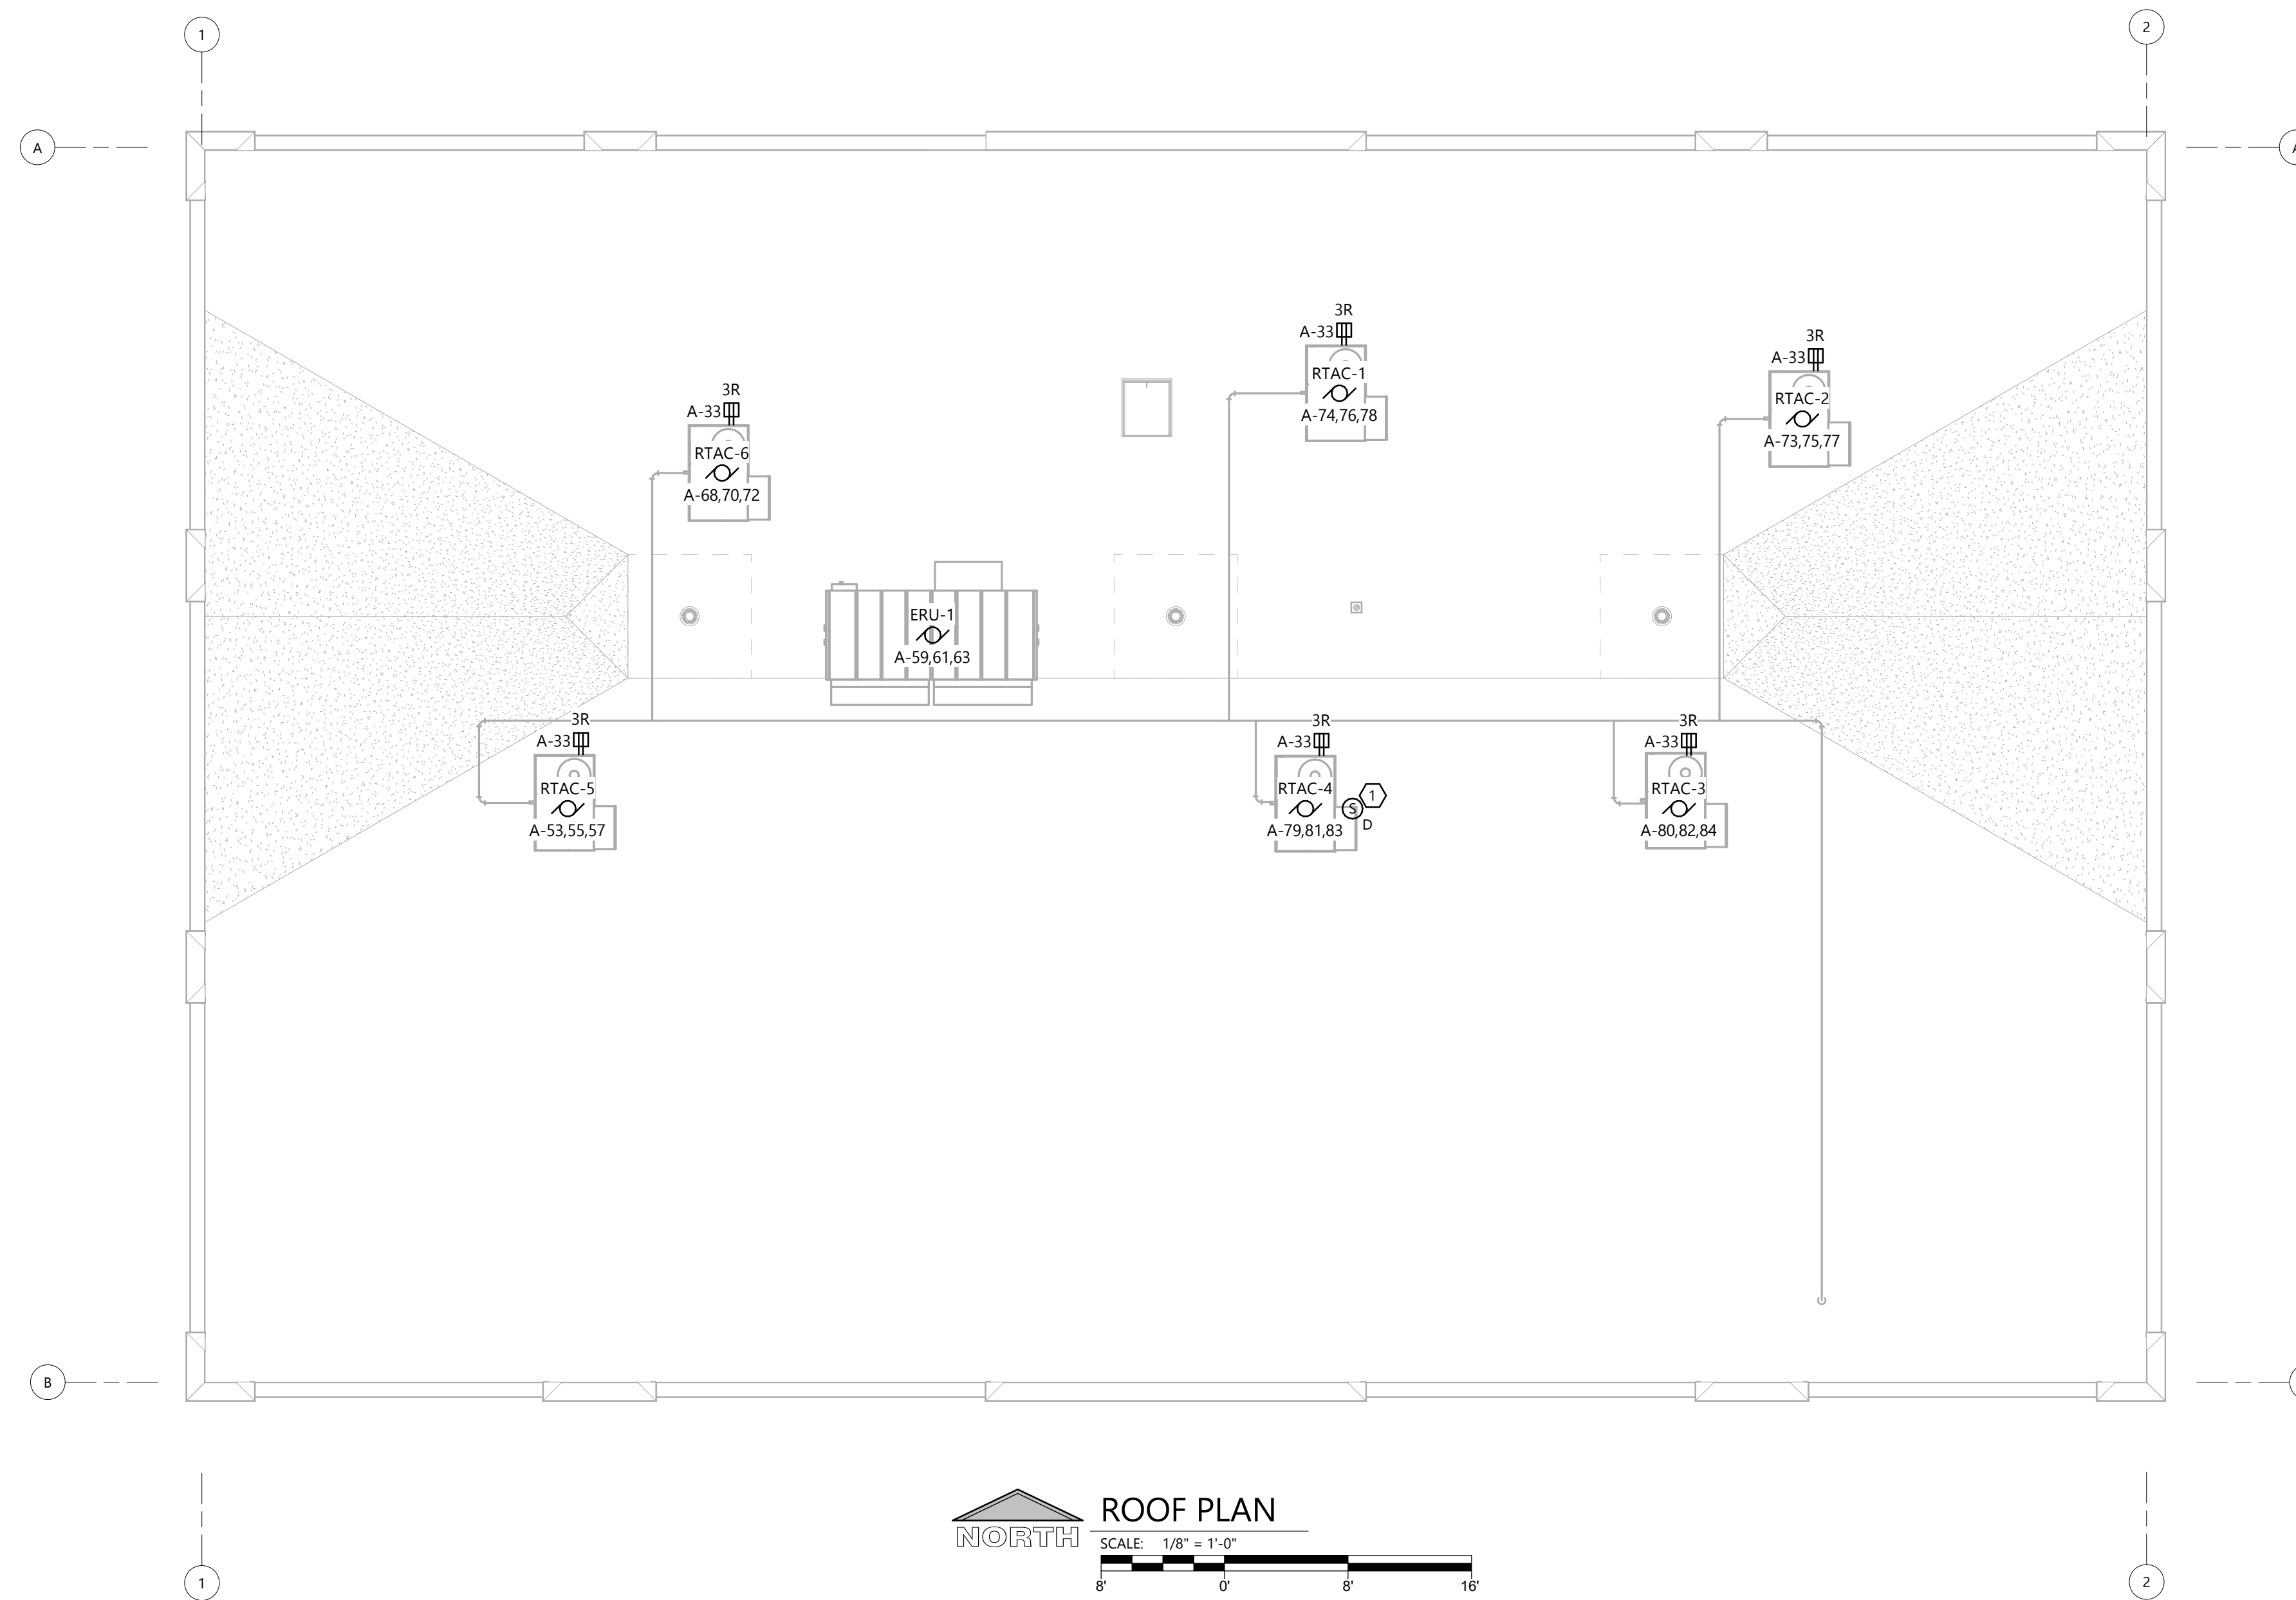 1
2
A
3R
A-33
RTAC-1
A-74,76,78
3R
A-33
RTAC-2
A-73,75,77
3R
A-33
RTAC-6
A-68,70,72
ERU-1
A-59,61,63
3R
A-33
RTAC-5
A-53,55,57
3R
A-33
RTAC-4
A-79,81,83
S
1
D
3R
A-33
RTAC-3
A-80,82,84
B
NORTH
ROOF PLAN
SCALE: 1/8" = 1'-0"
8' 0' 8' 16'
1
2